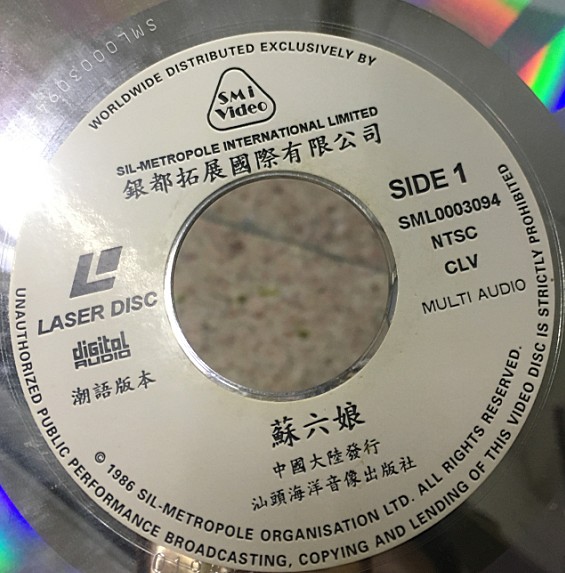 SML0003094
WORLDWIDE DISTRIBUTED EXCLUSIVELY BY
SMi
Video
SIL-METROPOLE INTERNATIONAL LIMITED
銀都拓展國際有限公司
SIDE 1
SML0003094
NTSC
CLV
MULTI AUDIO
LASER DISC
digital
AUDIO
潮語版本
蘇六娘
中國大陸發行
汕頭海洋音像出版社
© 1986 SIL-METROPOLE ORGANISATION LTD. ALL RIGHTS RESERVED.
UNAUTHORIZED PUBLIC PERFORMANCE BROADCASTING, COPYING AND LENDING OF THIS VIDEO DISC IS STRICTLY PROHIBITED